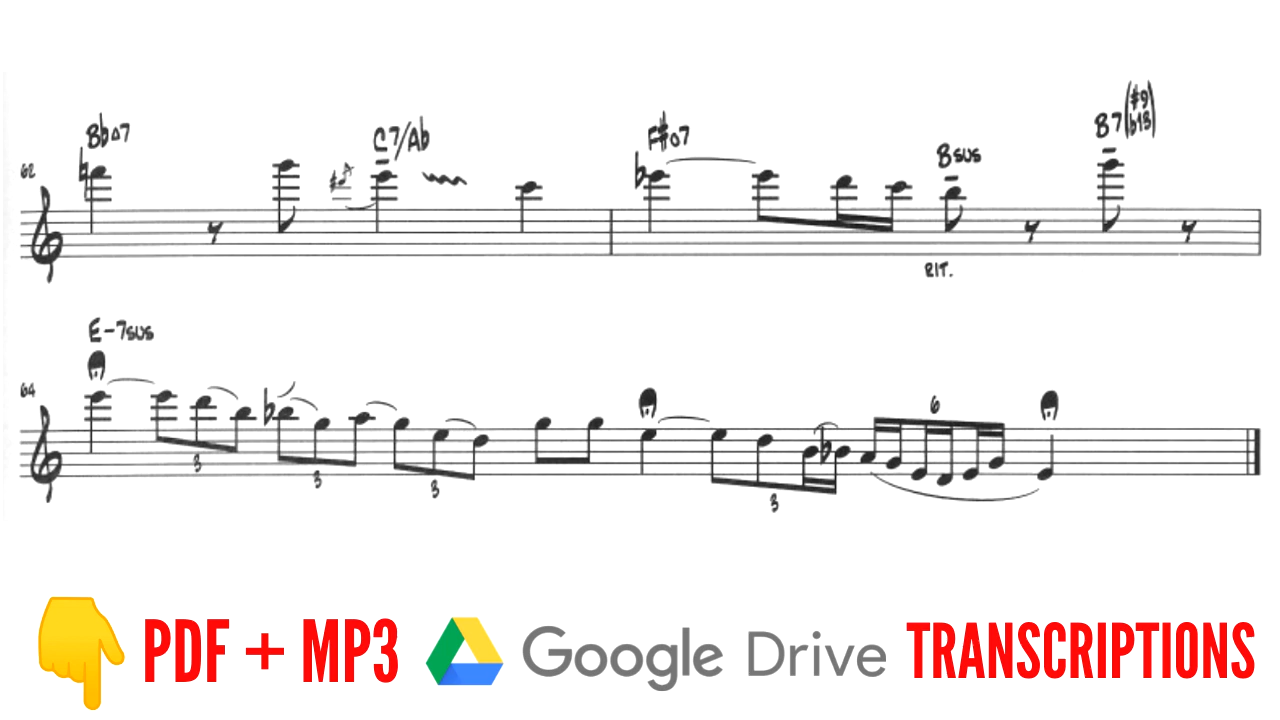 Bb△7 C7/Ab F#o7 Bsus B7(#9 b13)
62
RIT.
E-7sus
64
6
3 3 3 3
PDF + MP3 Google Drive TRANSCRIPTIONS